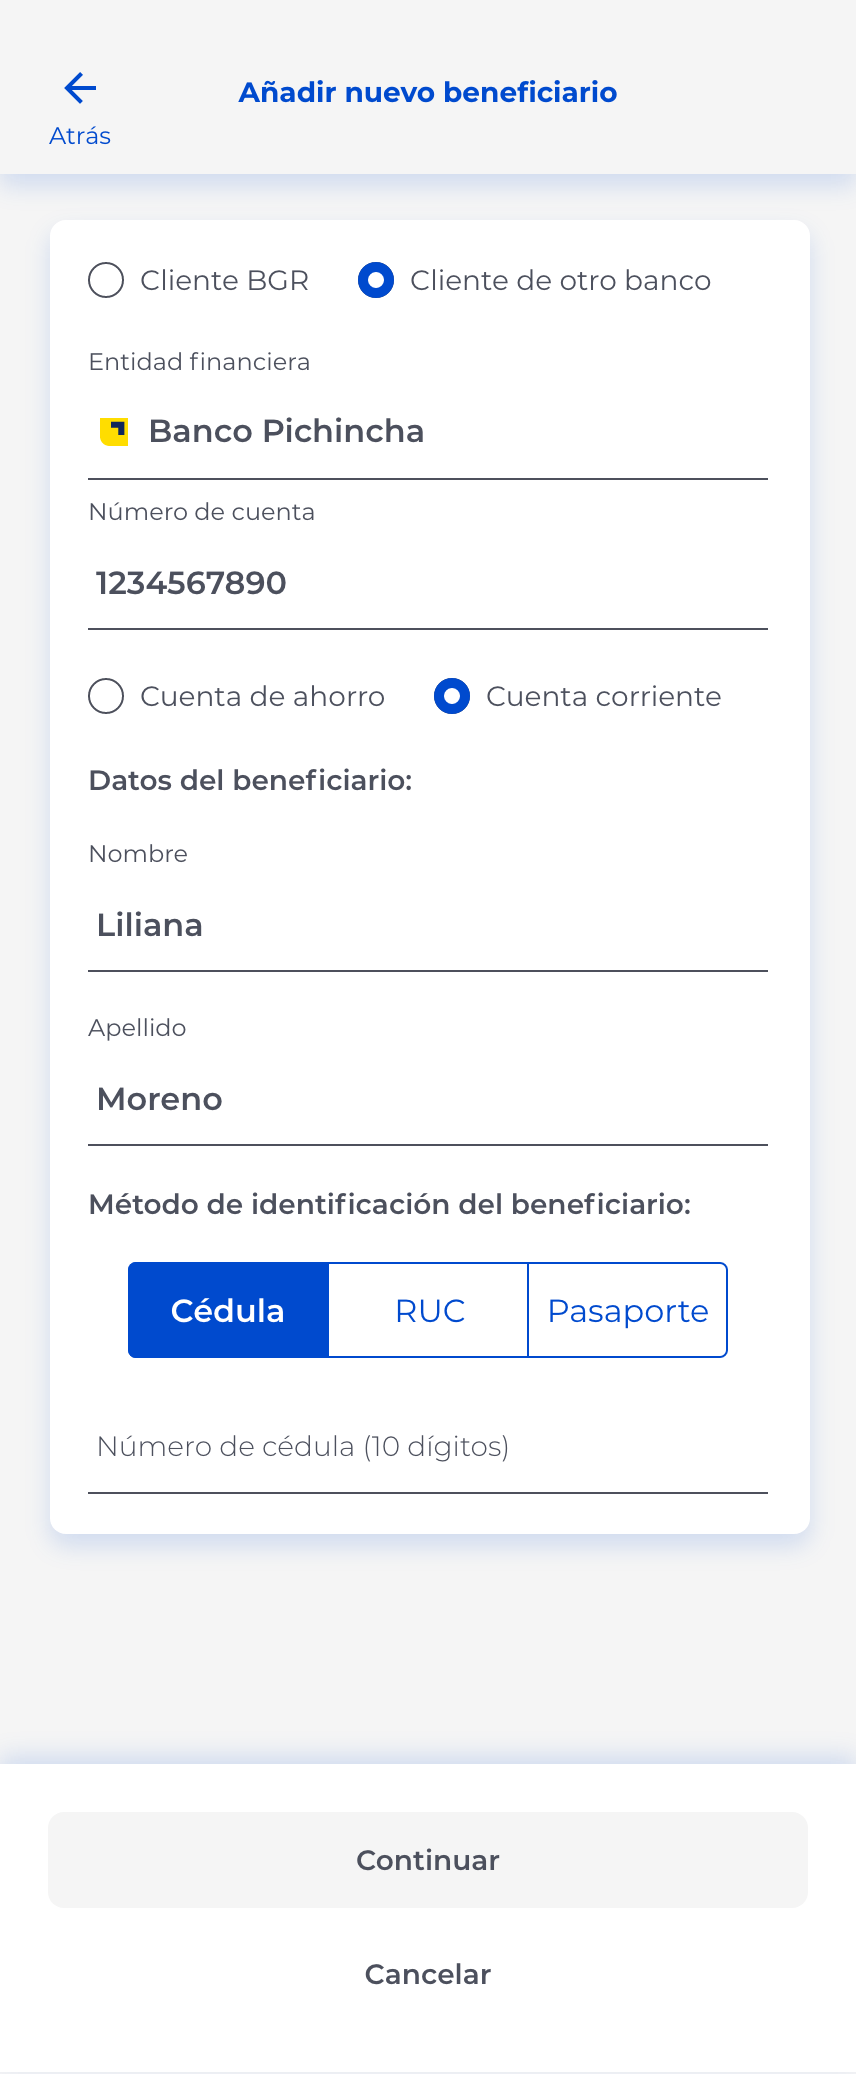 Añadir nuevo beneficiario
Atrás
Cliente BGR Cliente de otro banco
Entidad financiera
Banco Pichincha
Número de cuenta
1234567890
Cuenta de ahorro Cuenta corriente
Datos del beneficiario:
Nombre
Liliana
Apellido
Moreno
Método de identificación del beneficiario:
Cédula RUC Pasaporte
Número de cédula (10 dígitos)
Continuar
Cancelar